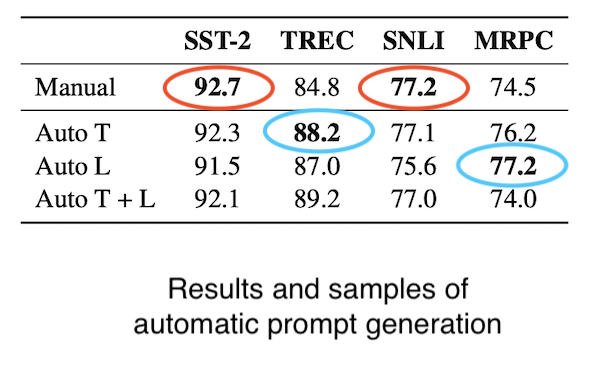 SST-2 TREC SNLI MRPC
Manual 92.7 84.8 77.2 74.5
Auto T 92.3 88.2 77.1 76.2
Auto L 91.5 87.0 75.6 77.2
Auto T + L 92.1 89.2 77.0 74.0
Results and samples of
automatic prompt generation